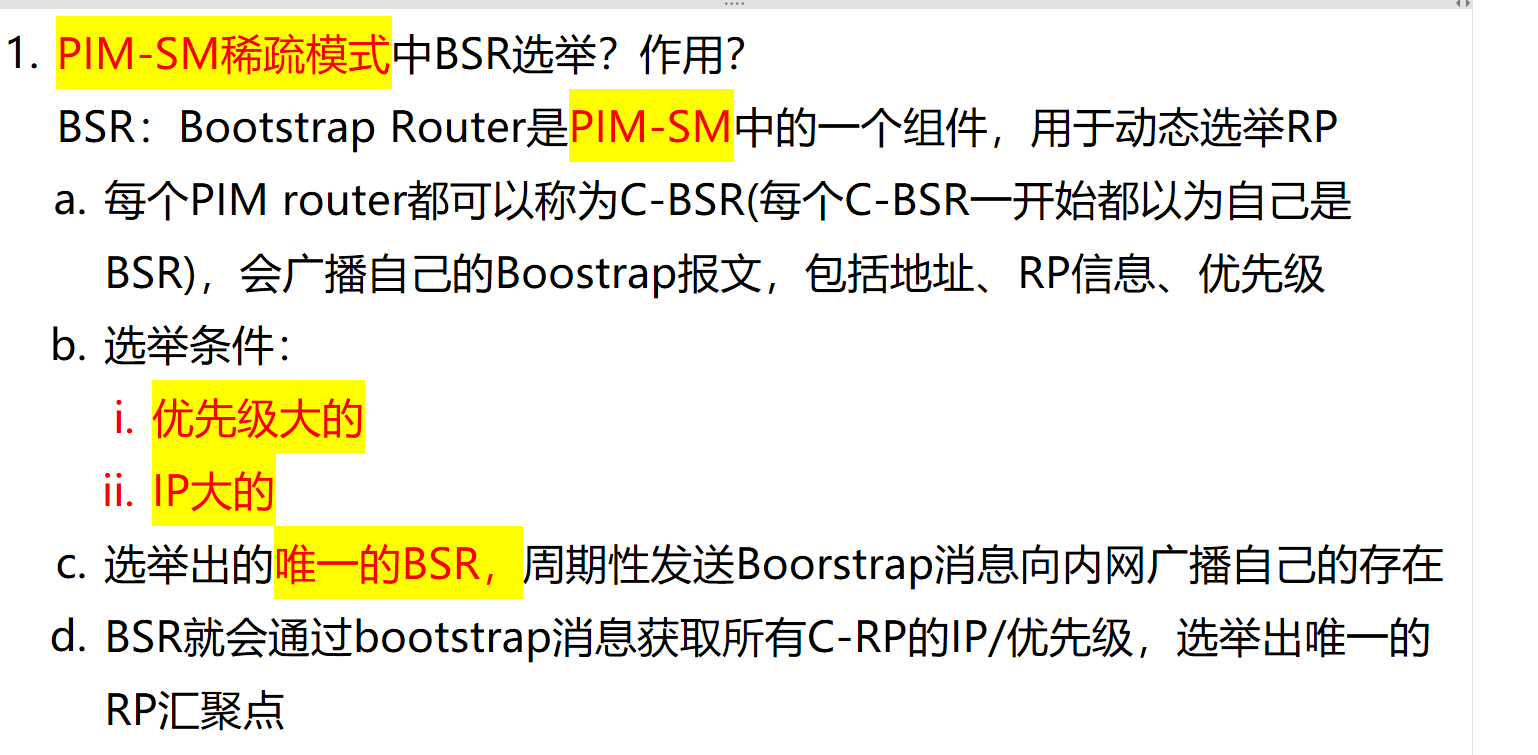 1. PIM-SM稀疏模式中BSR选举？作用？
BSR：Bootstrap Router是PIM-SM中的一个组件，用于动态选举RP
a. 每个PIM router都可以称为C-BSR(每个C-BSR一开始都以为自己是
BSR)，会广播自己的Boostrap报文，包括地址、RP信息、优先级
b. 选举条件：
i. 优先级大的
ii. IP大的
c. 选举出的唯一的BSR，周期性发送Boorstrap消息向内网广播自己的存在
d. BSR就会通过bootstrap消息获取所有C-RP的IP/优先级，选举出唯一的
RP汇聚点